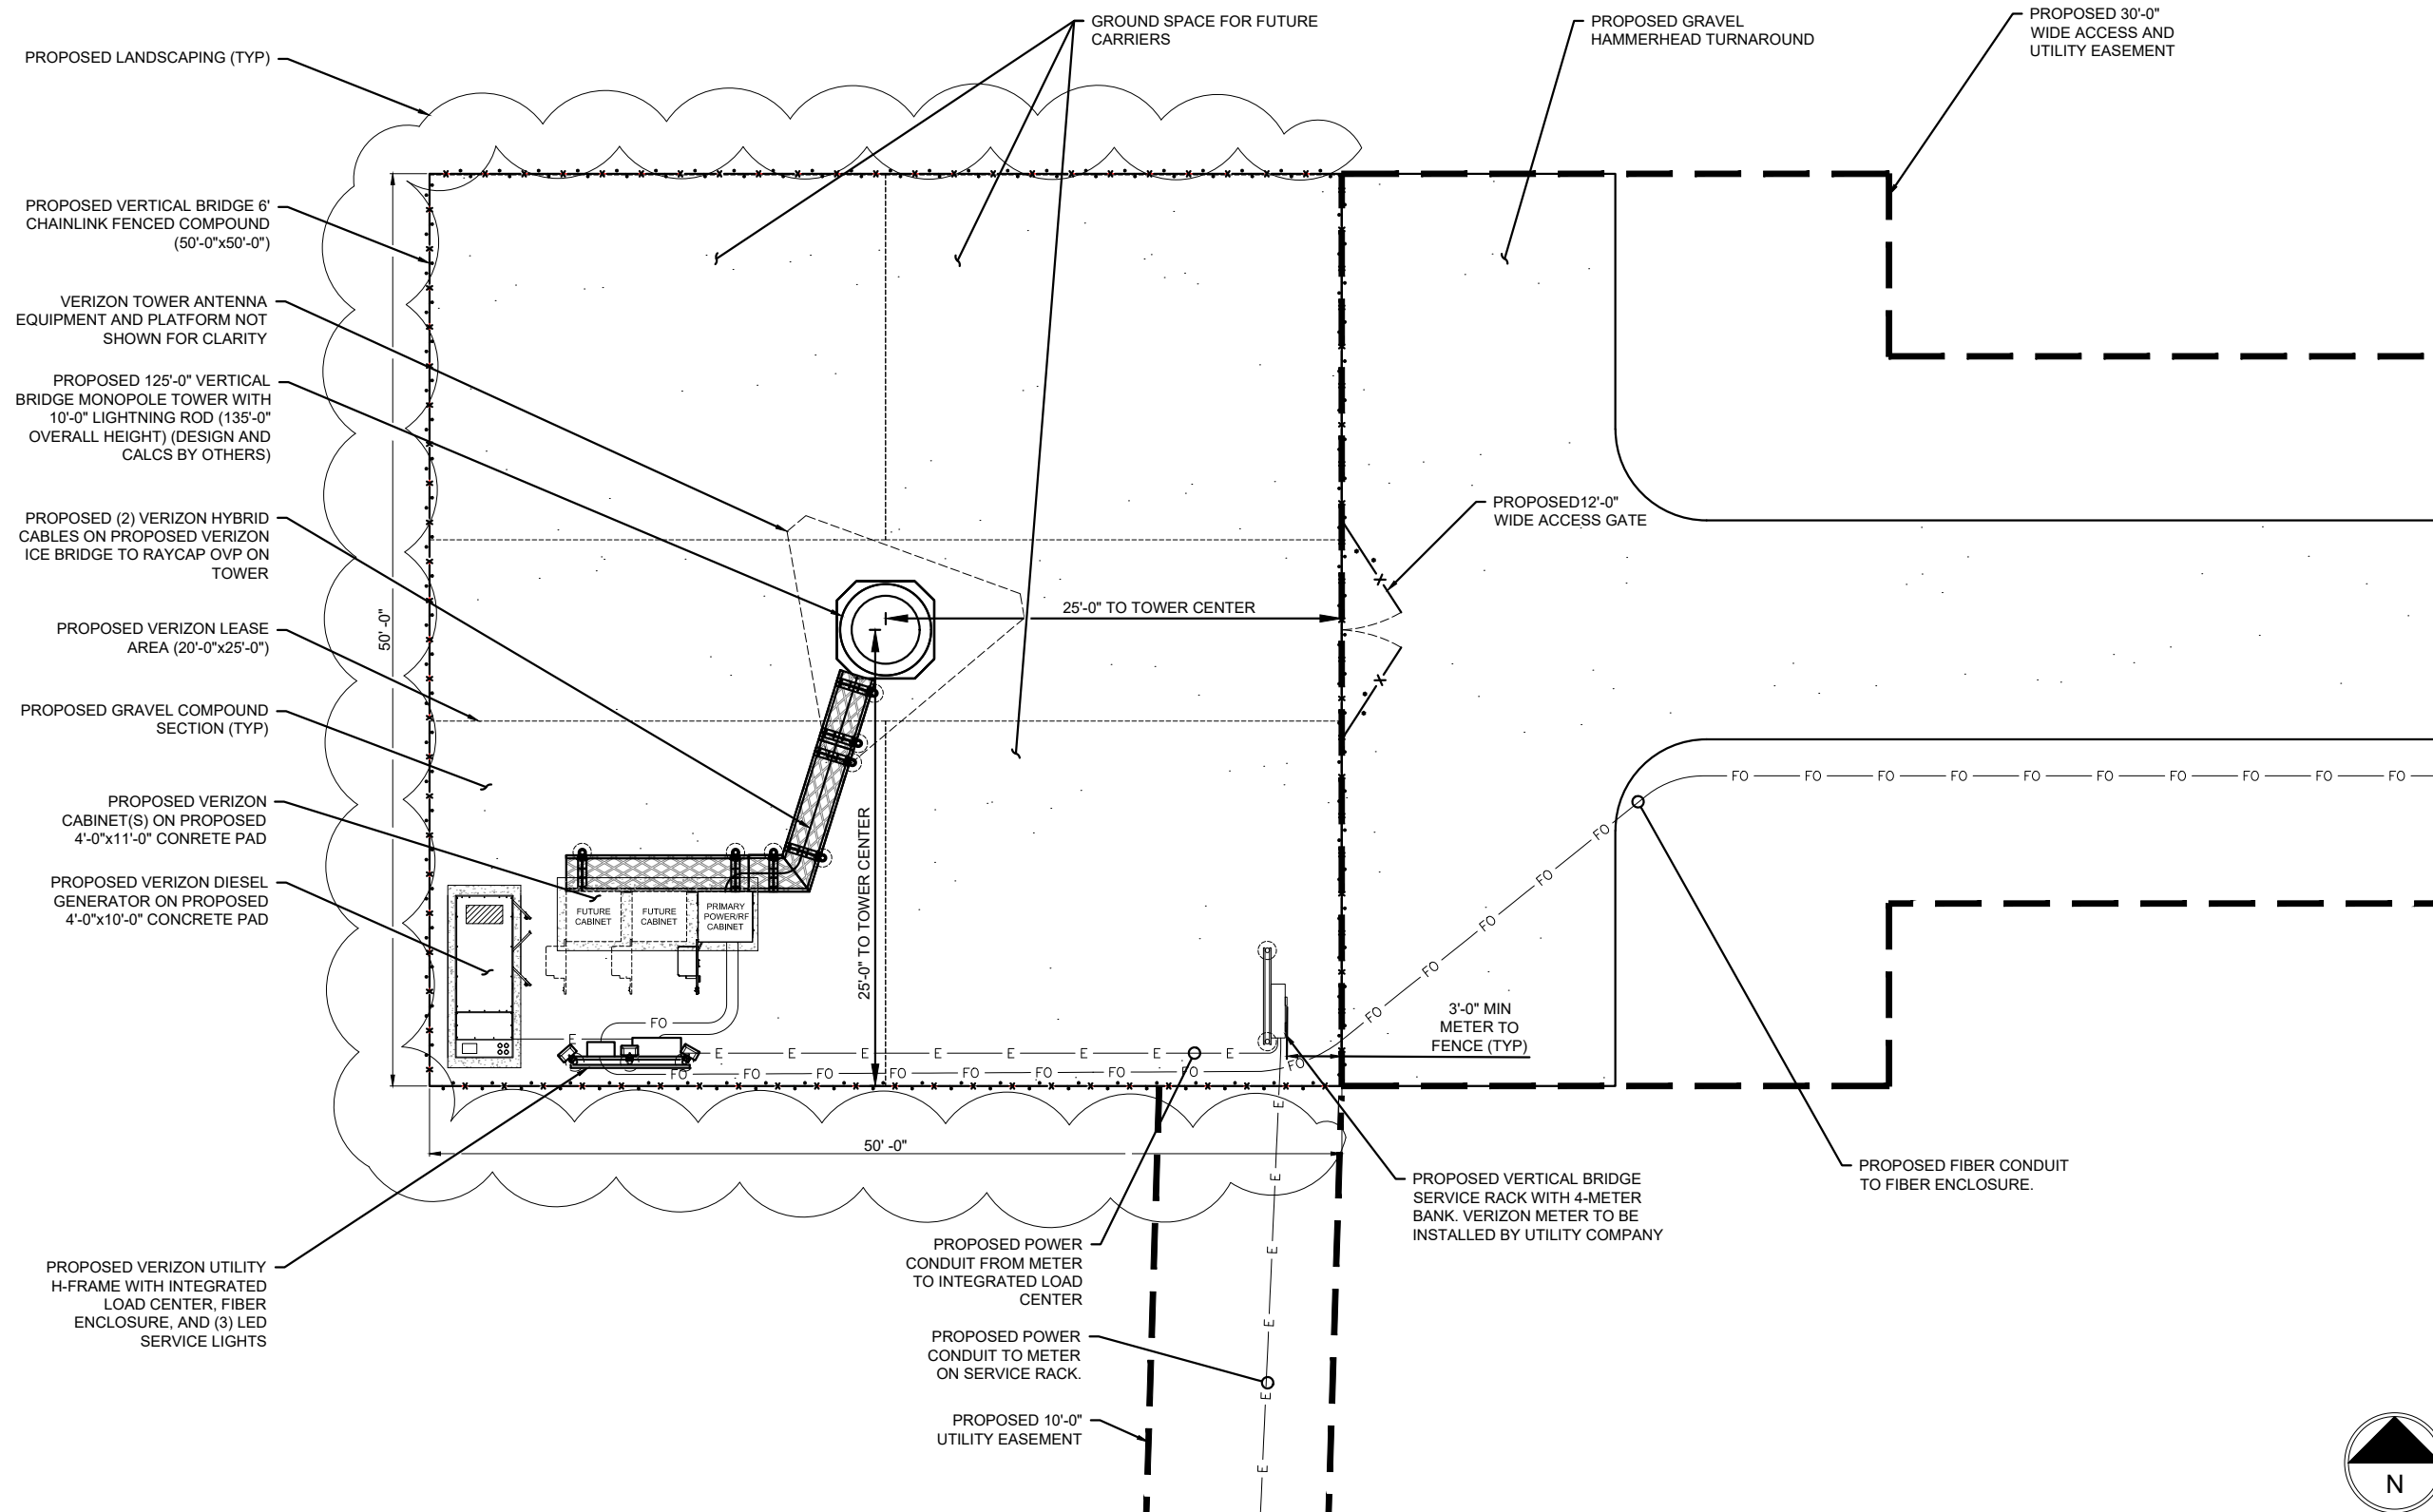 GROUND SPACE FOR FUTURE
CARRIERS
PROPOSED GRAVEL
HAMMERHEAD TURNAROUND
PROPOSED 30'-0"
WIDE ACCESS AND
UTILITY EASEMENT
PROPOSED LANDSCAPING (TYP)
PROPOSED VERTICAL BRIDGE 6'
CHAINLINK FENCED COMPOUND
(50'-0"x50'-0")
VERIZON TOWER ANTENNA
EQUIPMENT AND PLATFORM NOT
SHOWN FOR CLARITY
PROPOSED 125'-0" VERTICAL
BRIDGE MONOPOLE TOWER WITH
10'-0" LIGHTNING ROD (135'-0"
OVERALL HEIGHT) (DESIGN AND
CALCS BY OTHERS)
PROPOSED (2) VERIZON HYBRID
CABLES ON PROPOSED VERIZON
ICE BRIDGE TO RAYCAP OVP ON
TOWER
PROPOSED VERIZON LEASE
AREA (20'-0"x25'-0")
PROPOSED GRAVEL COMPOUND
SECTION (TYP)
PROPOSED VERIZON
CABINET(S) ON PROPOSED
4'-0"x11'-0" CONRETE PAD
PROPOSED VERIZON DIESEL
GENERATOR ON PROPOSED
4'-0"x10'-0" CONCRETE PAD
PROPOSED VERIZON UTILITY
H-FRAME WITH INTEGRATED
LOAD CENTER, FIBER
ENCLOSURE, AND (3) LED
SERVICE LIGHTS
50' -0"
25'-0" TO TOWER CENTER
25'-0" TO TOWER CENTER
PROPOSED12'-0"
WIDE ACCESS GATE
FO FO FO FO FO FO FO FO FO FO
FO
FO
FO
FO
FO
FUTURE
CABINET
FUTURE
CABINET
PRIMARY
POWER/RF
CABINET
FO
E
E E E E E E E E
FO FO FO FO FO FO FO FO FO
3'-0" MIN
METER TO
FENCE (TYP)
50' -0"
E
E
E
E
E
E
PROPOSED VERTICAL BRIDGE
SERVICE RACK WITH 4-METER
BANK. VERIZON METER TO BE
INSTALLED BY UTILITY COMPANY
PROPOSED FIBER CONDUIT
TO FIBER ENCLOSURE.
PROPOSED POWER
CONDUIT FROM METER
TO INTEGRATED LOAD
CENTER
PROPOSED POWER
CONDUIT TO METER
ON SERVICE RACK.
PROPOSED 10'-0"
UTILITY EASEMENT
N